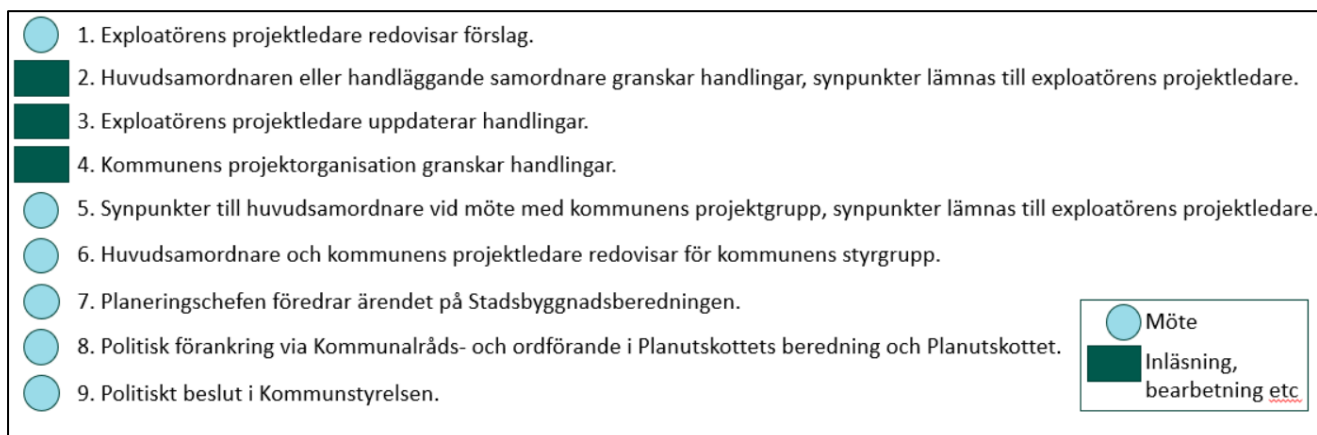 1. Exploatörens projektledare redovisar förslag.
2. Huvudsamordnaren eller handläggande samordnare granskar handlingar, synpunkter lämnas till exploatörens projektledare.
3. Exploatörens projektledare uppdaterar handlingar.
4. Kommunens projektorganisation granskar handlingar.
5. Synpunkter till huvudsamordnare vid möte med kommunens projektgrupp, synpunkter lämnas till exploatörens projektledare.
6. Huvudsamordnare och kommunens projektledare redovisar för kommunens styrgrupp.
7. Planeringschefen föredrar ärendet på Stadsbyggnadsberedningen.
8. Politisk förankring via Kommunalråds- och ordförande i Planutskottets beredning och Planutskottet.
9. Politiskt beslut i Kommunstyrelsen.
Möte
Inläsning,
bearbetning etc